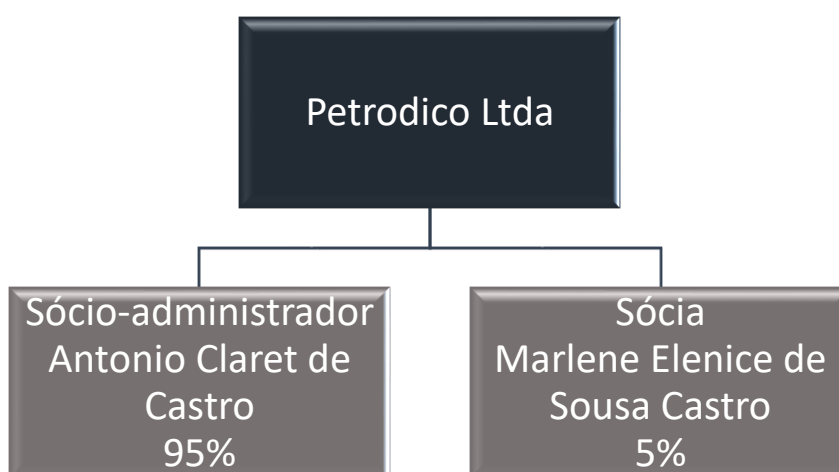 Petrodico Ltda
Sócio-administrador
Antonio Claret de
Castro
95%
Sócia
Marlene Elenice de
Sousa Castro
5%